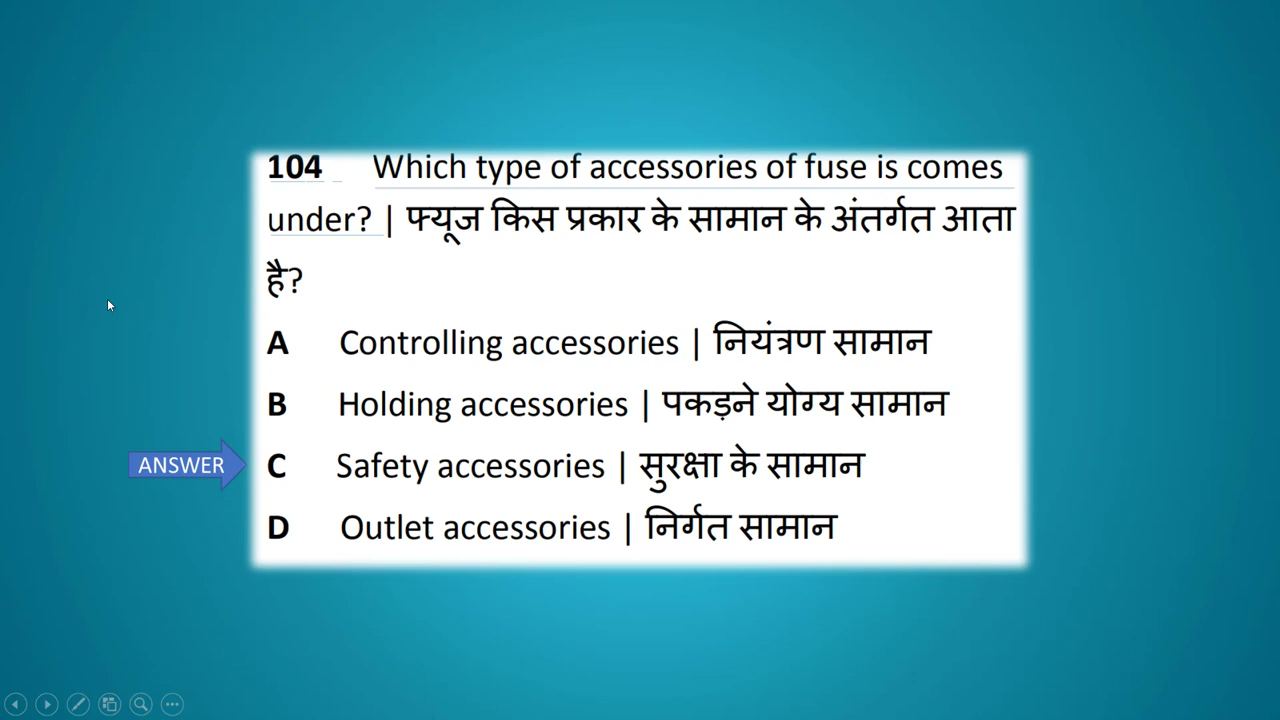 104 Which type of accessories of fuse is comes
under? | फ्यूज किस प्रकार के सामान के अंतर्गत आता
है?
A Controlling accessories | नियंत्रण सामान
B Holding accessories | पकड़ने योग्य सामान
ANSWER C Safety accessories | सुरक्षा के सामान
D Outlet accessories | निर्गत सामान